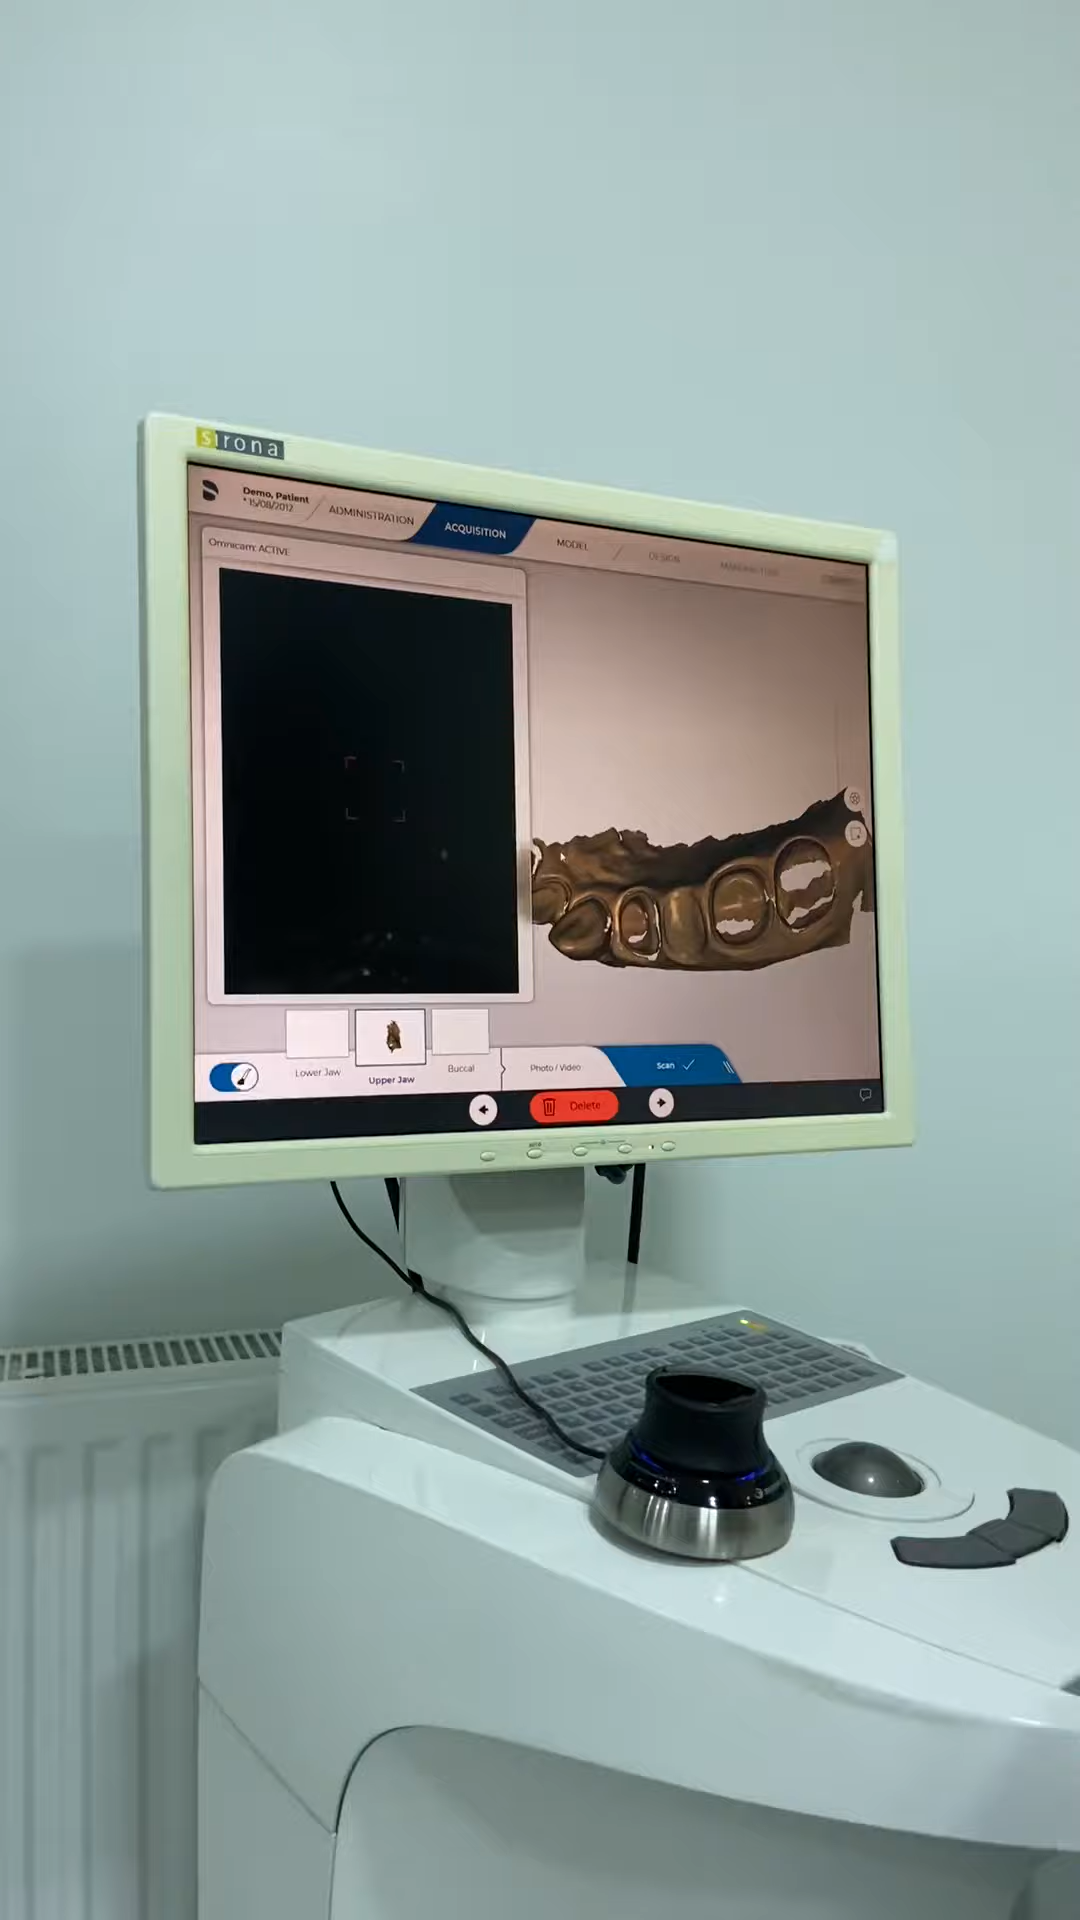 sirona
Demo, Patient
* 15/08/2012
ADMINISTRATION
ACQUISITION
MODEL
DESIGN
Omnicam: ACTIVE
Lower Jaw
Upper Jaw
Buccal
Photo / Video
Scan
Delete